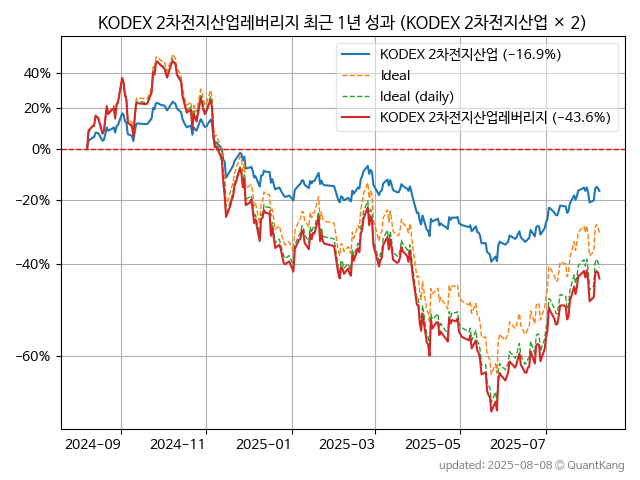 KODEX 2차전지산업레버리지 최근 1년 성과 (KODEX 2차전지산업 × 2)
KODEX 2차전지산업 (−16.9%)
Ideal
Ideal (daily)
KODEX 2차전지산업레버리지 (−43.6%)
40%
20%
0%
−20%
−40%
−60%
2024-09
2024-11
2025-01
2025-03
2025-05
2025-07
updated: 2025-08-08 © QuantKang